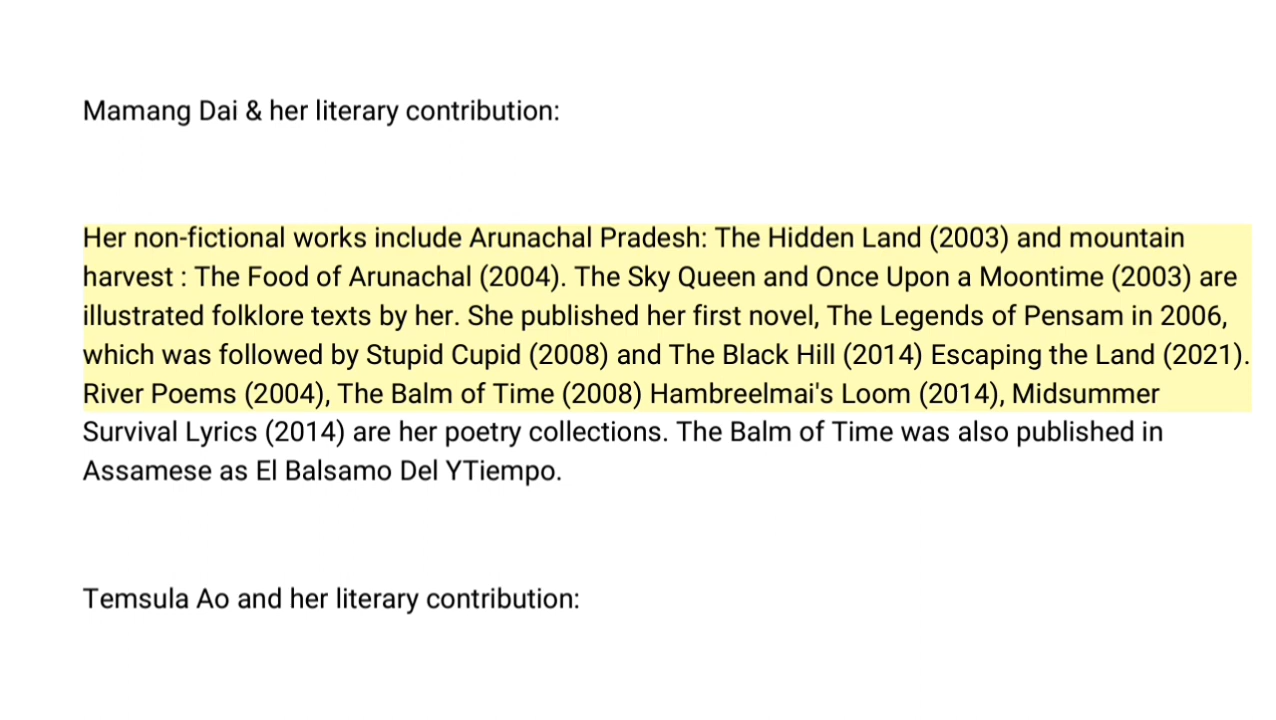 Mamang Dai & her literary contribution:
Her non-fictional works include Arunachal Pradesh: The Hidden Land (2003) and mountain
harvest : The Food of Arunachal (2004). The Sky Queen and Once Upon a Moontime (2003) are
illustrated folklore texts by her. She published her first novel, The Legends of Pensam in 2006,
which was followed by Stupid Cupid (2008) and The Black Hill (2014) Escaping the Land (2021).
River Poems (2004), The Balm of Time (2008) Hambreelmai's Loom (2014), Midsummer
Survival Lyrics (2014) are her poetry collections. The Balm of Time was also published in
Assamese as El Balsamo Del YTiempo.
Temsula Ao and her literary contribution: